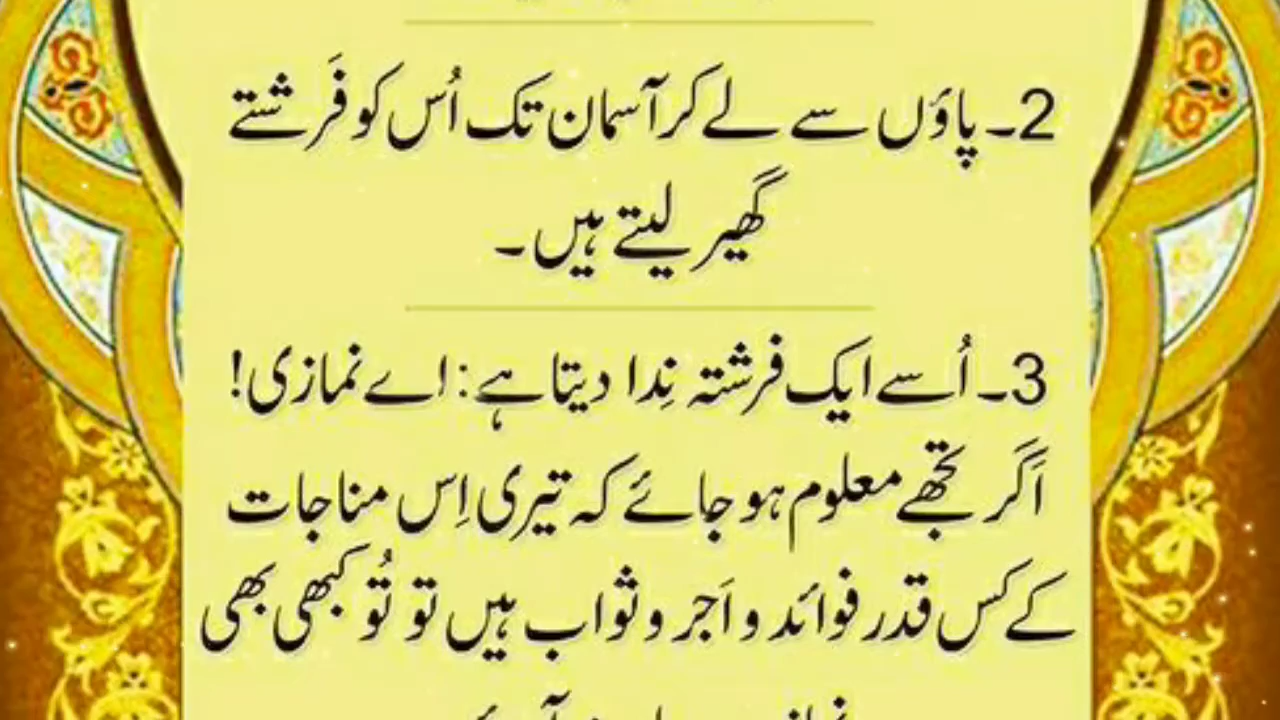 2۔ پاؤں سے لے کر آسمان تک اُس کو فَرشتے
گھیر لیتے ہیں۔
3۔ اُسے ایک فرشتہ نِدا دیتا ہے: اے نمازی!
اَگر تجھے معلوم ہو جائے کہ تیری اِس مناجات
کے کس قدر فوائد و اَجر و ثواب ہیں تو تُو کبھی بھی